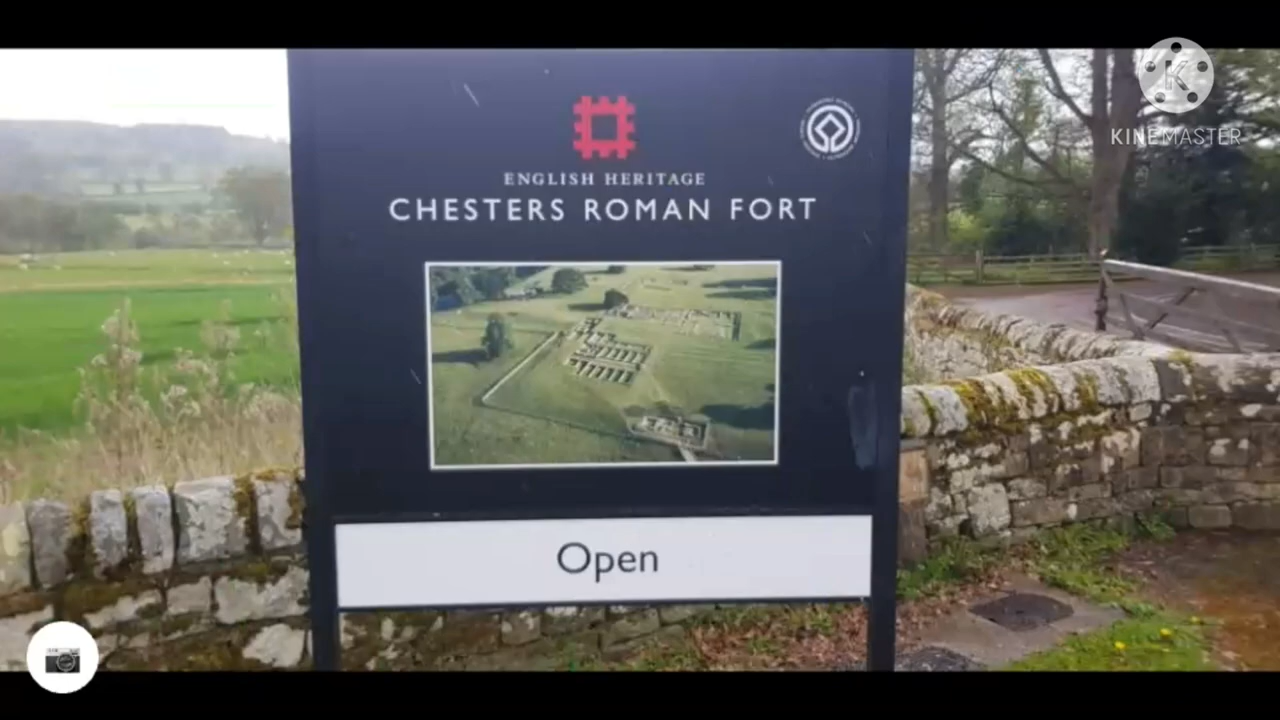 ENGLISH HERITAGE
CHESTERS ROMAN FORT
Open
K
KINEMASTER